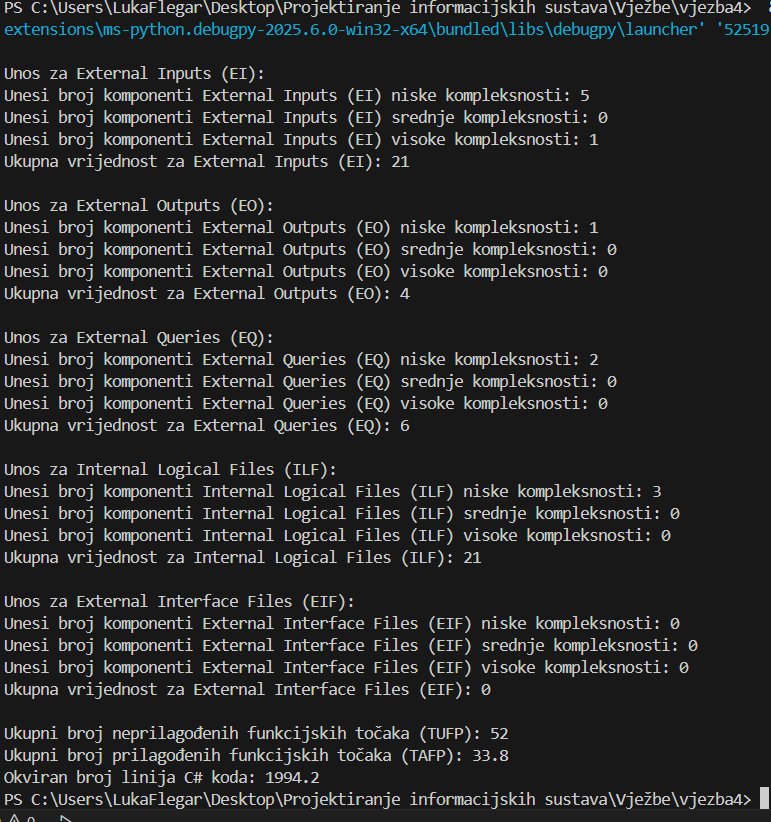 PS C:\Users\LukaFlegar\Desktop\Projektiranje informacijskih sustava\Vježbe\vjezba4>
extensions\ms-python.debugpy-2025.6.0-win32-x64\bundled\libs\debugpy\launcher' '52519
Unos za External Inputs (EI):
Unesi broj komponenti External Inputs (EI) niske kompleksnosti: 5
Unesi broj komponenti External Inputs (EI) srednje kompleksnosti: 0
Unesi broj komponenti External Inputs (EI) visoke kompleksnosti: 1
Ukupna vrijednost za External Inputs (EI): 21
Unos za External Outputs (EO):
Unesi broj komponenti External Outputs (EO) niske kompleksnosti: 1
Unesi broj komponenti External Outputs (EO) srednje kompleksnosti: 0
Unesi broj komponenti External Outputs (EO) visoke kompleksnosti: 0
Ukupna vrijednost za External Outputs (EO): 4
Unos za External Queries (EQ):
Unesi broj komponenti External Queries (EQ) niske kompleksnosti: 2
Unesi broj komponenti External Queries (EQ) srednje kompleksnosti: 0
Unesi broj komponenti External Queries (EQ) visoke kompleksnosti: 0
Ukupna vrijednost za External Queries (EQ): 6
Unos za Internal Logical Files (ILF):
Unesi broj komponenti Internal Logical Files (ILF) niske kompleksnosti: 3
Unesi broj komponenti Internal Logical Files (ILF) srednje kompleksnosti: 0
Unesi broj komponenti Internal Logical Files (ILF) visoke kompleksnosti: 0
Ukupna vrijednost za Internal Logical Files (ILF): 21
Unos za External Interface Files (EIF):
Unesi broj komponenti External Interface Files (EIF) niske kompleksnosti: 0
Unesi broj komponenti External Interface Files (EIF) srednje kompleksnosti: 0
Unesi broj komponenti External Interface Files (EIF) visoke kompleksnosti: 0
Ukupna vrijednost za External Interface Files (EIF): 0
Ukupni broj neprilagođenih funkcijskih točaka (TUFP): 52
Ukupni broj prilagođenih funkcijskih točaka (TAFP): 33.8
Okviran broj linija C# koda: 1994.2
PS C:\Users\LukaFlegar\Desktop\Projektiranje informacijskih sustava\Vježbe\vjezba4>